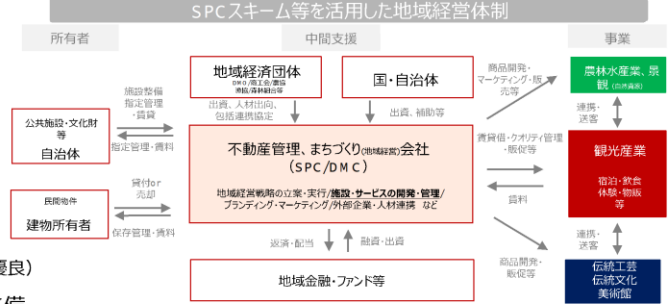 SPCスキーム等を活用した地域経営体制
所有者
中間支援
事業
公共施設・文化財
等
自治体
民間物件
建物所有者
施設整備
指定管理
・賃貸
指定管理・賃料
貸付or
売却
保存管理・賃料
地域経済団体
DMO/商工会/農協
漁協/森林組合等
国・自治体
出資、人材出向、
包括連携協定
出資、補助等
不動産管理、まちづくり(地域経営)会社
(SPC/DMC)
地域経営戦略の立案・実行/施設・サービスの開発・管理/
ブランディング・マーケティング/外部企業・人材連携 など
返済・配当
融資・出資
地域金融・ファンド等
商品開発・
マーケティング・販
売等
賃貸借・クオリティ管理
・販促等
賃料
商品開発・
販促等
農林水産業、景
観(自然資源)
連携・
送客
観光産業
宿泊・飲食
体験・物販
等
連携・
送客
伝統工芸
伝統文化
美術館
優良)
備